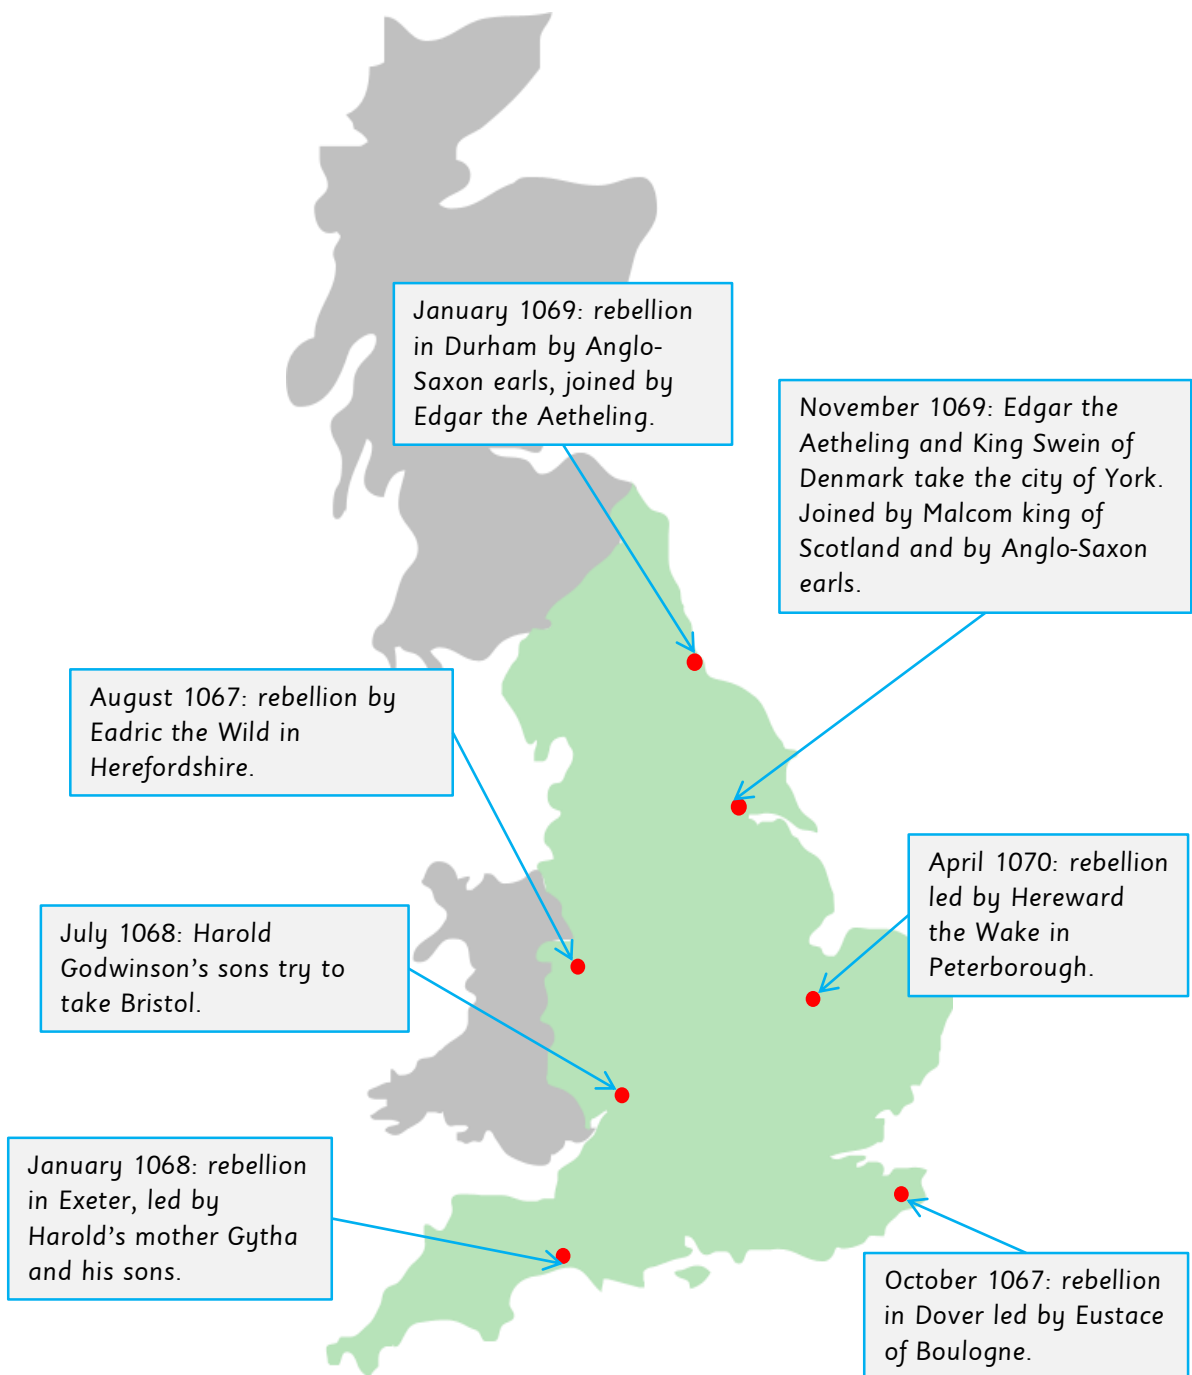 January 1069: rebellion
in Durham by Anglo-
Saxon earls, joined by
Edgar the Aetheling.
November 1069: Edgar the
Aetheling and King Swein of
Denmark take the city of York.
Joined by Malcom king of
Scotland and by Anglo-Saxon
earls.
August 1067: rebellion by
Eadric the Wild in
Herefordshire.
April 1070: rebellion
led by Hereward
the Wake in
Peterborough.
July 1068: Harold
Godwinson’s sons try to
take Bristol.
January 1068: rebellion
in Exeter, led by
Harold’s mother Gytha
and his sons.
October 1067: rebellion
in Dover led by Eustace
of Boulogne.